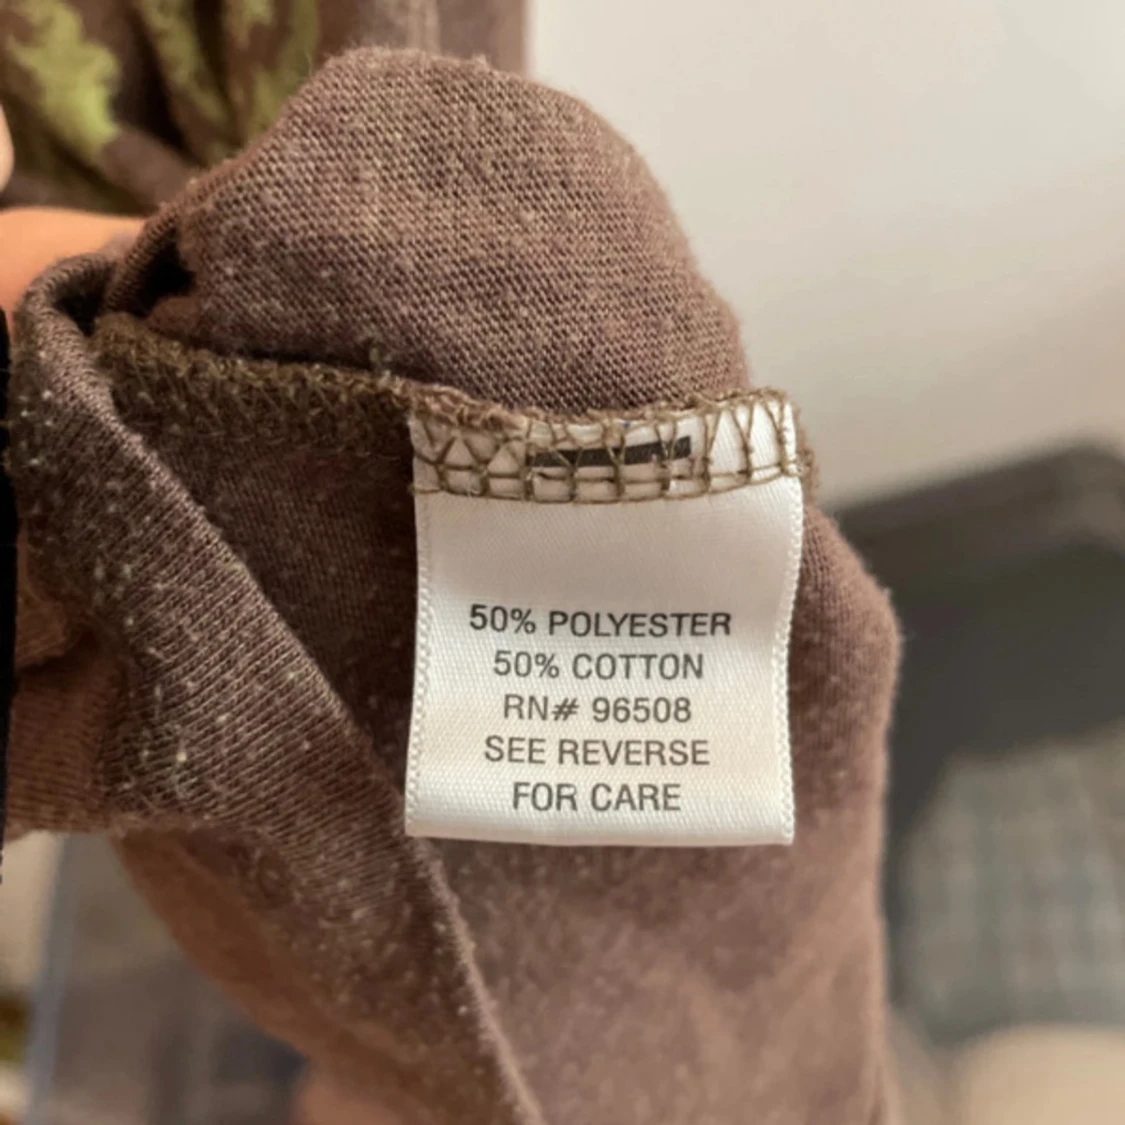 50% POLYESTER
50% COTTON
RN# 96508
SEE REVERSE
FOR CARE